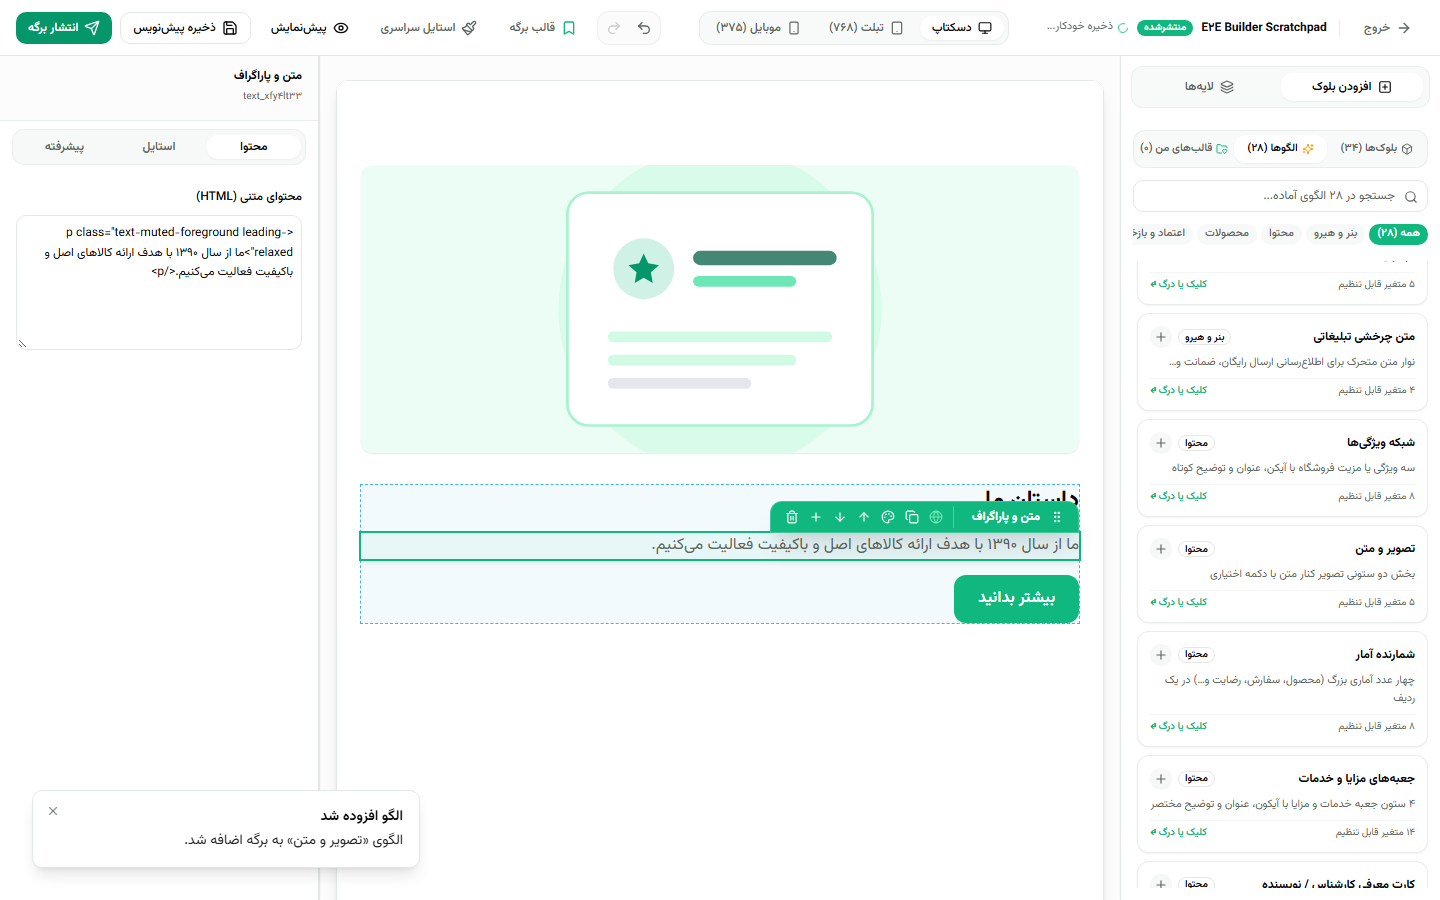 خروج
E2E Builder Scratchpad
منتشرشده
ذخیره خودکار...
دسکتاپ
تبلت (۷۶۸)
موبایل (۳۷۵)
قالب برگه
استایل سراسری
پیش‌نمایش
ذخیره پیش‌نویس
انتشار برگه
افزودن بلوک
لایه‌ها
بلوک‌ها (۳۴)
الگوها (۲۸)
قالب‌های من (۰)
جستجو در ۲۸ الگوی آماده...
همه (۲۸)
بنر و هیرو
محتوا
محصولات
اعتماد و بازخ
۵ متغیر قابل تنظیم
کلیک یا درگ
متن چرخشی تبلیغاتی
بنر و هیرو
نوار متن متحرک برای اطلاع‌رسانی ارسال رایگان، ضمانت و...
۴ متغیر قابل تنظیم
کلیک یا درگ
شبکه ویژگی‌ها
محتوا
سه ویژگی یا مزیت فروشگاه با آیکن، عنوان و توضیح کوتاه
۸ متغیر قابل تنظیم
کلیک یا درگ
تصویر و متن
محتوا
بخش دو ستونی تصویر کنار متن با دکمه اختیاری
۵ متغیر قابل تنظیم
کلیک یا درگ
شمارنده آمار
محتوا
چهار عدد آماری بزرگ (محصول، سفارش، رضایت و...) در یک
ردیف
۸ متغیر قابل تنظیم
کلیک یا درگ
جعبه‌های مزایا و خدمات
محتوا
۴ ستون جعبه خدمات و مزایا با آیکون، عنوان و توضیح مختصر
۱۴ متغیر قابل تنظیم
کلیک یا درگ
کارت معرفی کارشناس / نویسنده
محتوا
داستان ما
متن و پاراگراف
ما از سال ۱۳۹۰ با هدف ارائه کالاهای اصل و باکیفیت فعالیت می‌کنیم.
بیشتر بدانید
متن و پاراگراف
text_xfy۴lt۳۳
محتوا
استایل
پیشرفته
محتوای متنی (HTML)
<p class="text-muted-foreground leading-
relaxed">ما از سال ۱۳۹۰ با هدف ارائه کالاهای اصل و
باکیفیت فعالیت می‌کنیم.</p>
الگو افزوده شد
الگوی «تصویر و متن» به برگه اضافه شد.